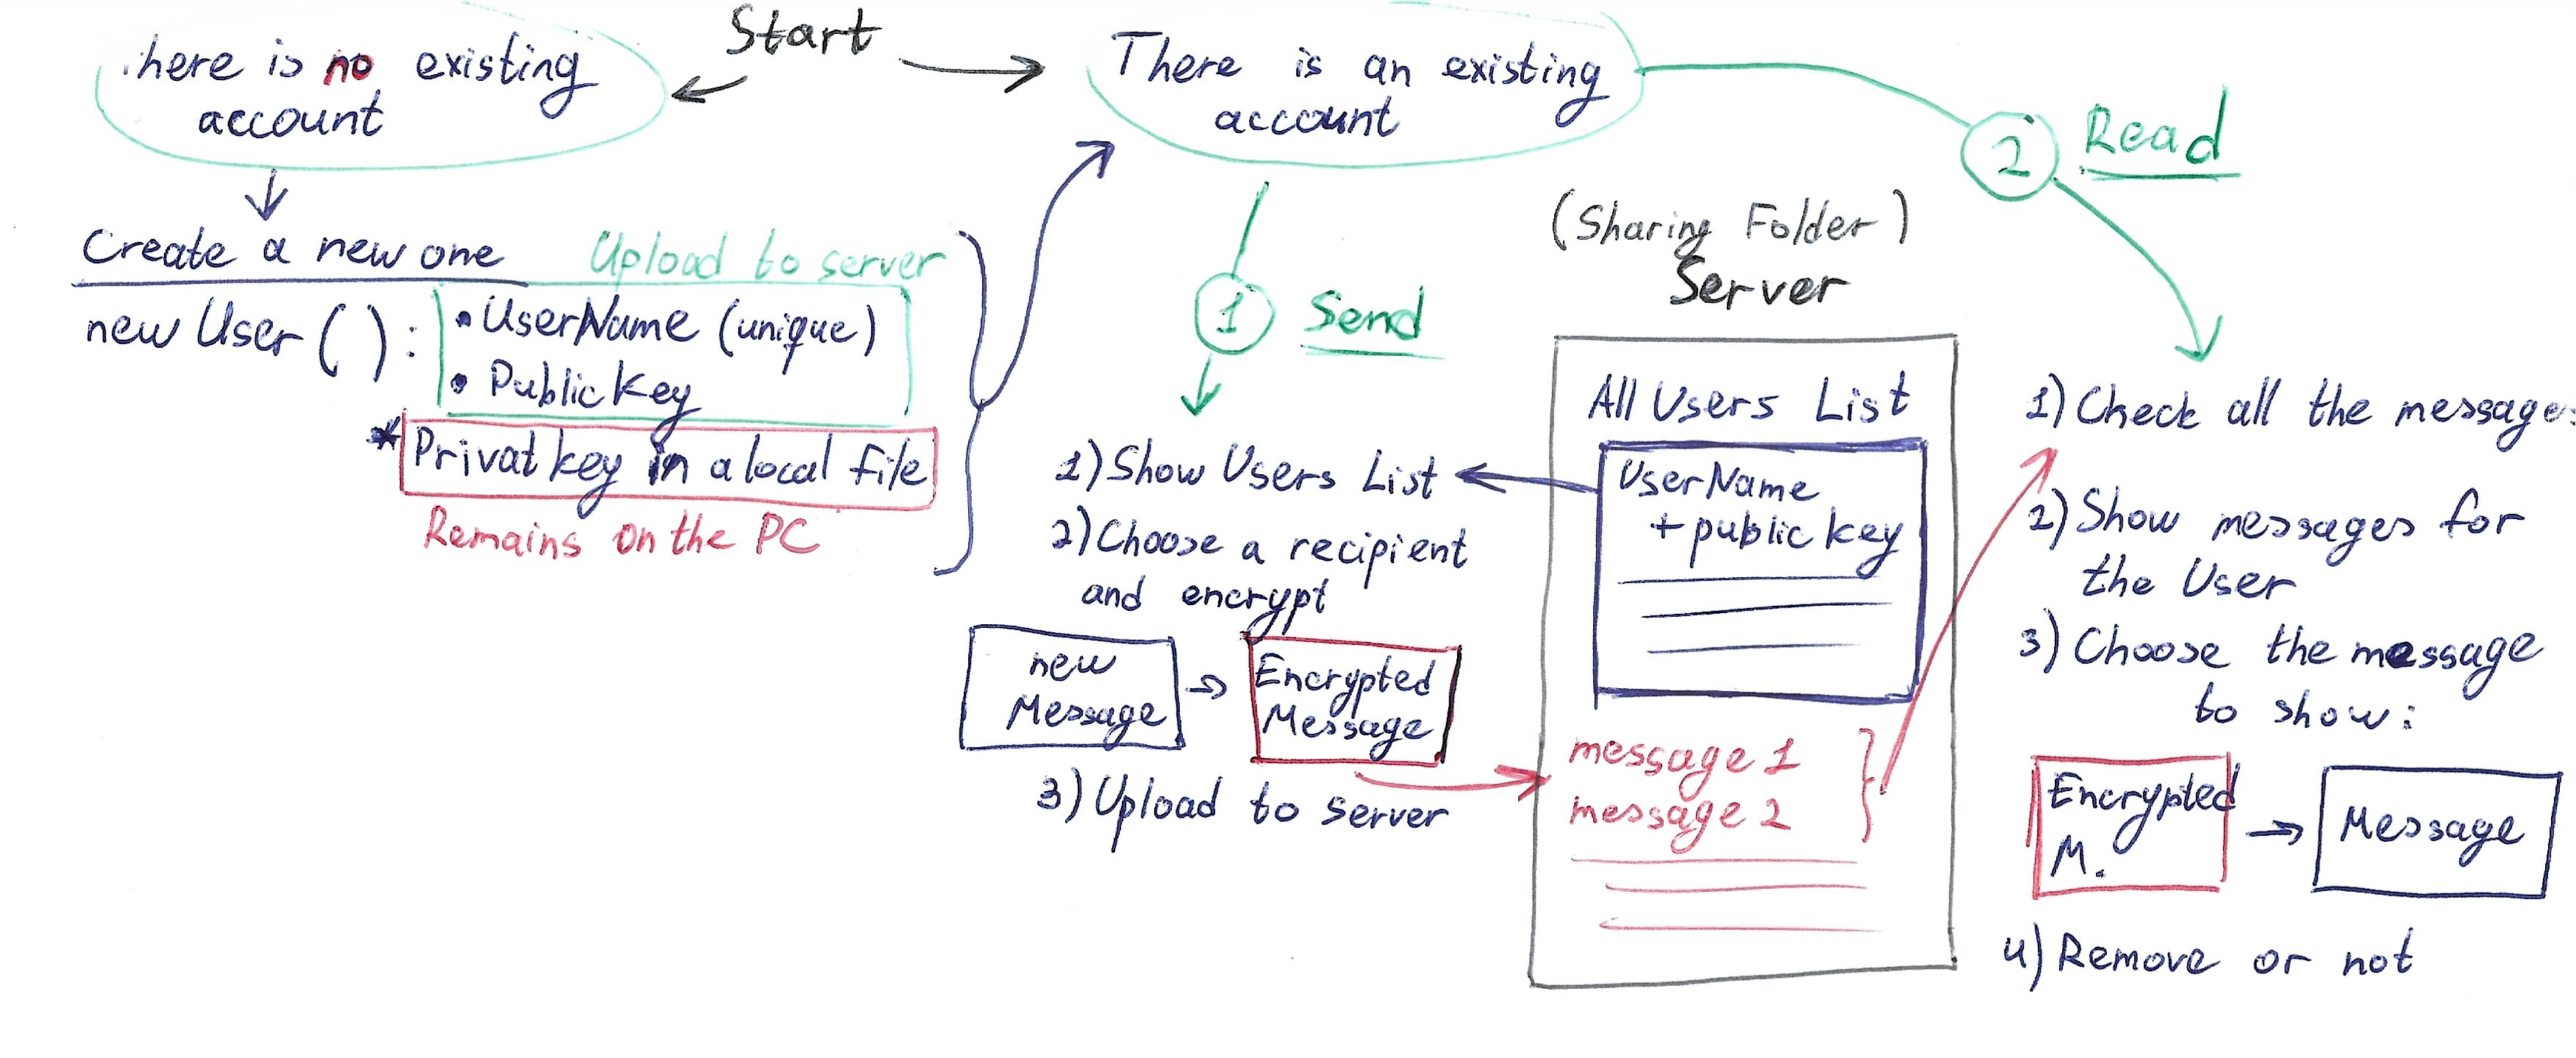 Start
here is no existing
account
Create a new one
Upload to server
new User ( ) :
• UserName (unique)
• Public Key
* Privat key in a local file
Remains on the PC
There is an existing
account
1 Send
1) Show Users List
2) Choose a recipient
and encrypt
new
Message
Encrypted
Message
3) Upload to server
(Sharing Folder)
Server
All Users List
UserName
+ public key
message 1
message 2
2 Read
1) Check all the messages
2) Show messages for
the User
3) Choose the message
to show:
Encrypted
M.
Message
4) Remove or not